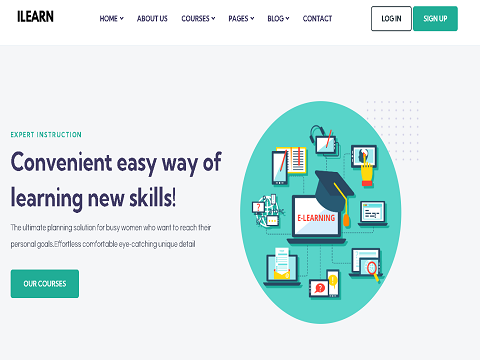 ILEARN
HOME ABOUT US COURSES PAGES BLOG CONTACT LOG IN SIGN UP
EXPERT INSTRUCTION
Convenient easy way of
learning new skills!
The ultimate planning solution for busy women who want to reach their
personal goals.Effortless comfortable eye-catching unique detail
OUR COURSES
E-LEARNING
?
?
!